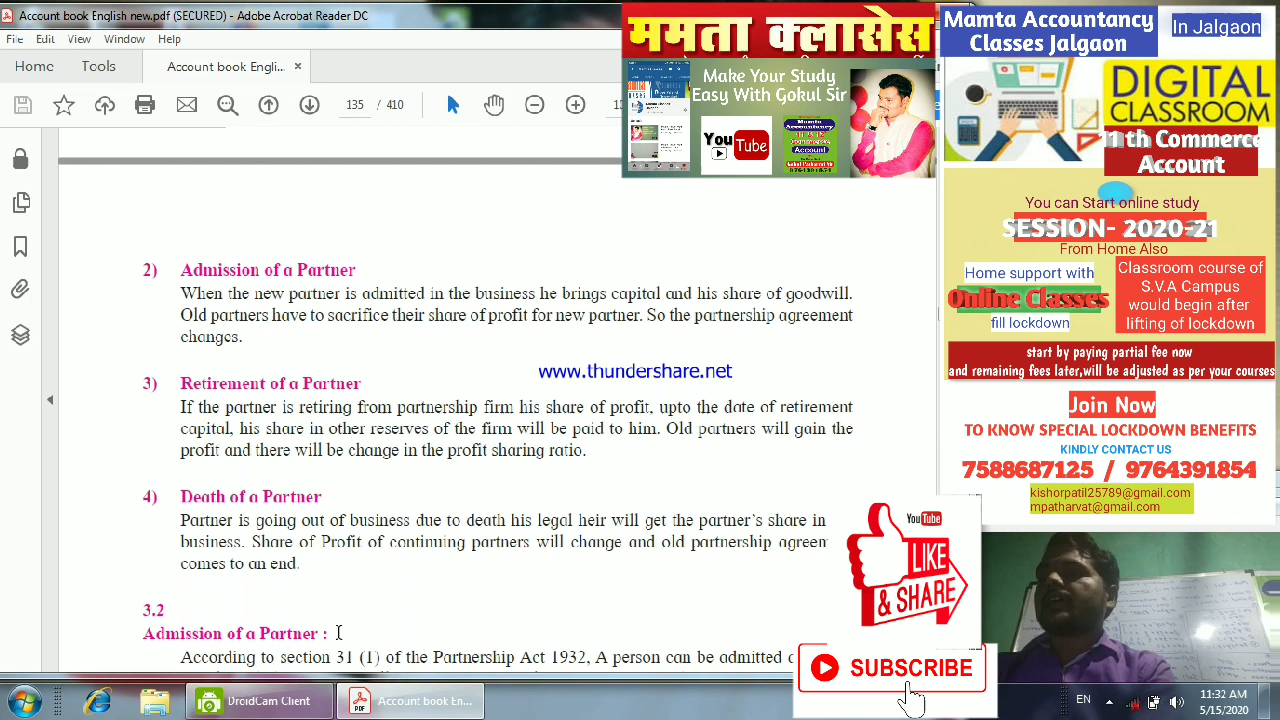 Account book English new.pdf (SECURED) - Adobe Acrobat Reader DC
File Edit View Window Help
Home Tools Account book Engli... ×
135 / 410
2) Admission of a Partner
When the new partner is admitted in the business he brings capital and his share of goodwill.
Old partners have to sacrifice their share of profit for new partner. So the partnership agreement
changes.
www.thundershare.net
3) Retirement of a Partner
If the partner is retiring from partnership firm his share of profit, upto the date of retirement
capital, his share in other reserves of the firm will be paid to him. Old partners will gain the
profit and there will be change in the profit sharing ratio.
4) Death of a Partner
Partner is going out of business due to death his legal heir will get the partner's share in
business. Share of Profit of continuing partners will change and old partnership agreem
comes to an end.
3.2
Admission of a Partner :
According to section 31 (1) of the Partnership Act 1932, A person can be admitted
ममता क्लासेस
Make Your Study
Easy With Gokul Sir
You Tube
Mamta
Accountancy
Commerce
Account
Mamta Accountancy
Classes Jalgaon
In Jalgaon
DIGITAL
CLASSROOM
1 th Commerce
Account
You can Start online study
SESSION- 2020-21
From Home Also
Home support with
Online Classes
fill lockdown
Classroom course of
S.V.A Campus
would begin after
lifting of lockdown
start by paying partial fee now
and remaining fees later,will be adjusted as per your courses
Join Now
TO KNOW SPECIAL LOCKDOWN BENEFITS
KINDLY CONTACT US
7588687125 / 9764391854
kishorpatil25789@gmail.com
mpatharvat@gmail.com
YouTube
LIKE
& SHARE
SUBSCRIBE
DroidCam Client
Account book En...
EN
11:32 AM
5/15/2020